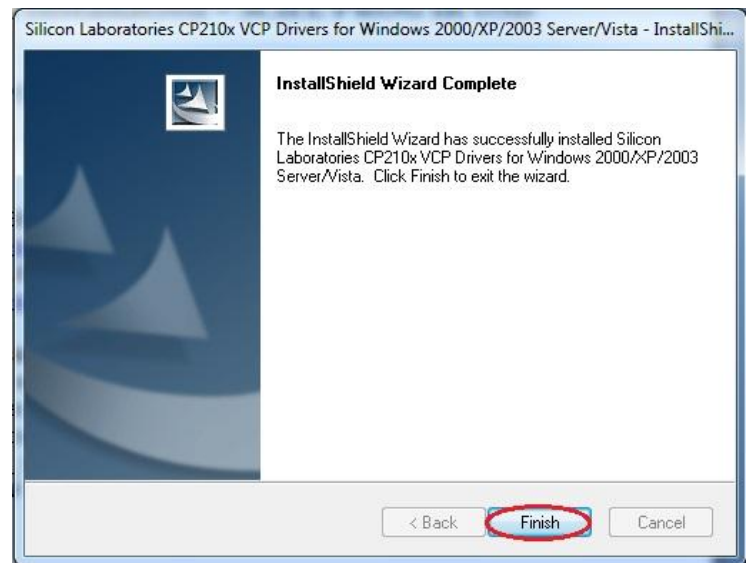 Silicon Laboratories CP210x VCP Drivers for Windows 2000/XP/2003 Server/Vista - InstallShi...
InstallShield Wizard Complete
The InstallShield Wizard has successfully installed Silicon
Laboratories CP210x VCP Drivers for Windows 2000/XP/2003
Server/Vista. Click Finish to exit the wizard.
< Back
Finish
Cancel